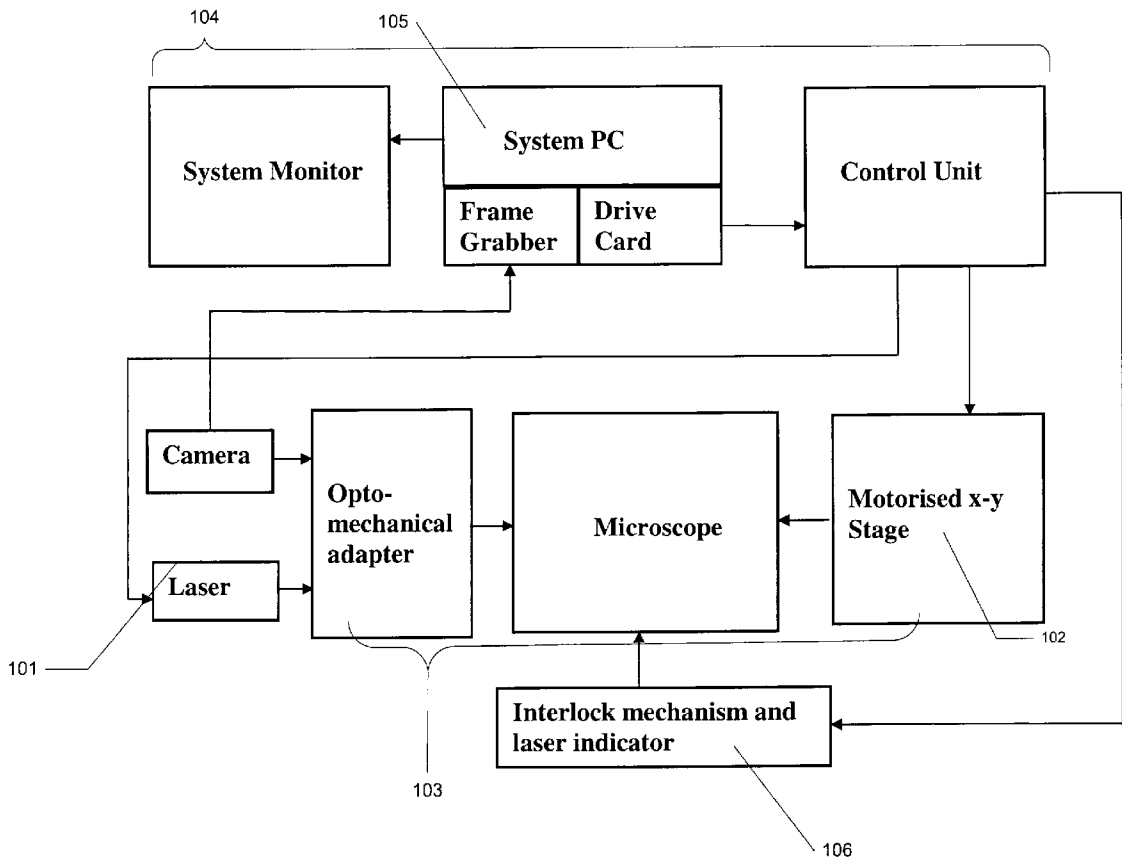 104
105
System Monitor
System PC
Control Unit
Frame
Grabber
Drive
Card
Camera
Opto-
mechanical
adapter
Microscope
Motorised x-y
Stage
Laser
101
102
Interlock mechanism and
laser indicator
103
106